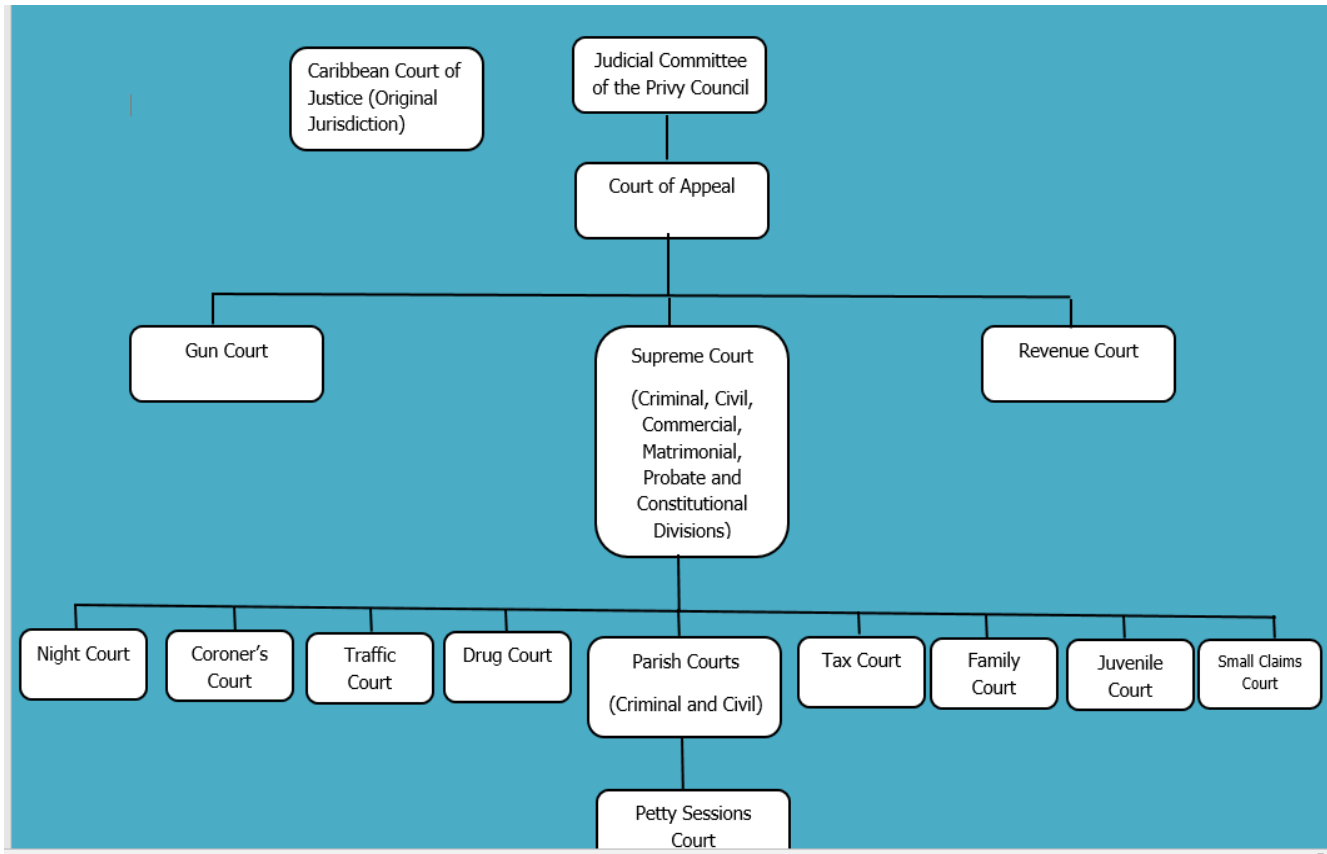 Caribbean Court of
Justice (Original
Jurisdiction)
Judicial Committee
of the Privy Council
Court of Appeal
Gun Court
Supreme Court
(Criminal, Civil,
Commercial,
Matrimonial,
Probate and
Constitutional
Divisions)
Revenue Court
Night Court
Coroner’s
Court
Traffic
Court
Drug Court
Parish Courts
(Criminal and Civil)
Tax Court
Family
Court
Juvenile
Court
Small Claims
Court
Petty Sessions
Court